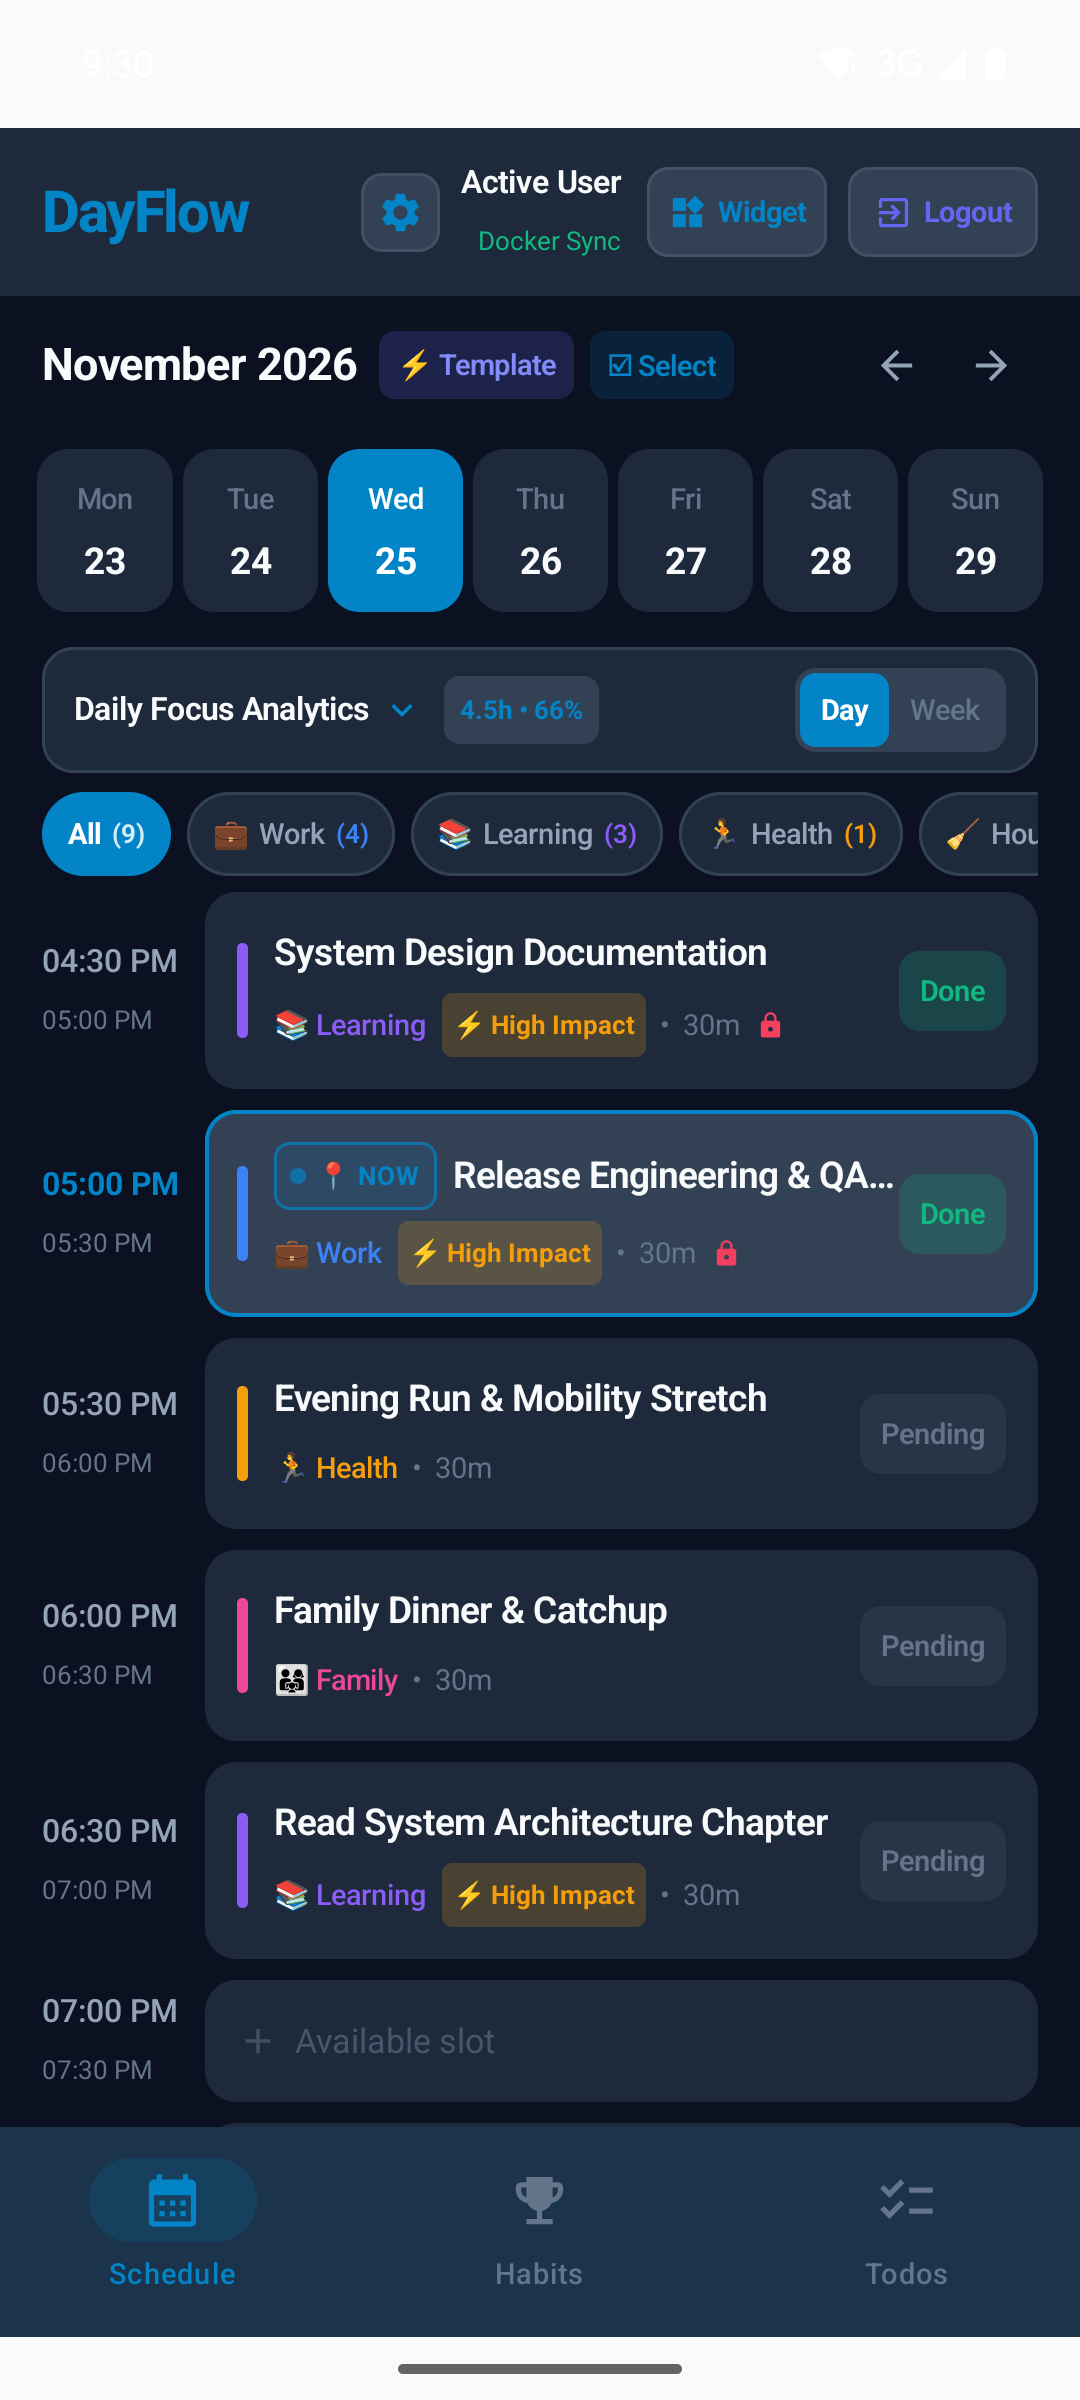 9:30
3G
DayFlow
Active User
Docker Sync
Widget
Logout
November 2026
⚡ Template
☑ Select
Mon
23
Tue
24
Wed
25
Thu
26
Fri
27
Sat
28
Sun
29
Daily Focus Analytics
4.5h • 66%
Day
Week
All (9)
💼 Work (4)
📚 Learning (3)
🏃 Health (1)
🧹 Hou
04:30 PM
05:00 PM
System Design Documentation
📚 Learning
⚡ High Impact
• 30m
Done
05:00 PM
05:30 PM
📍 NOW
Release Engineering & QA...
💼 Work
⚡ High Impact
• 30m
Done
05:30 PM
06:00 PM
Evening Run & Mobility Stretch
🏃 Health • 30m
Pending
06:00 PM
06:30 PM
Family Dinner & Catchup
👨‍👩‍👧 Family • 30m
Pending
06:30 PM
07:00 PM
Read System Architecture Chapter
📚 Learning
⚡ High Impact
• 30m
Pending
07:00 PM
07:30 PM
+ Available slot
Schedule
Habits
Todos